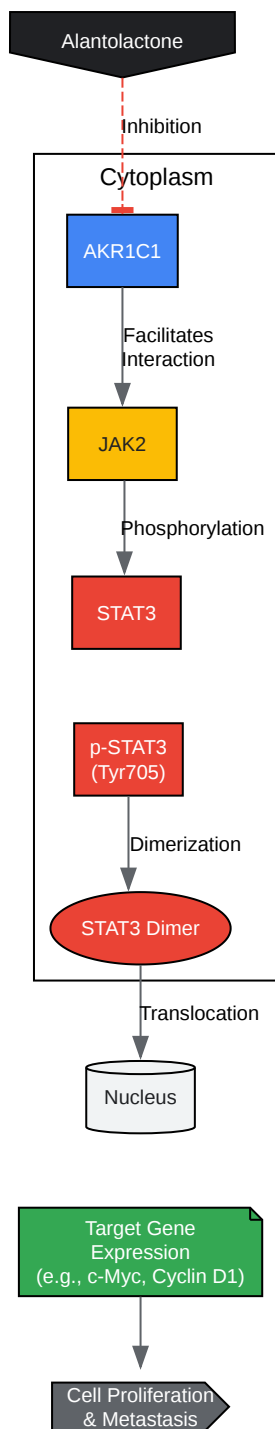 Alantolactone
Inhibition
Cytoplasm
AKR1C1
Facilitates
Interaction
JAK2
Phosphorylation
STAT3
p-STAT3
(Tyr705)
Dimerization
STAT3 Dimer
Translocation
Nucleus
Target Gene
Expression
(e.g., c-Myc, Cyclin D1)
Cell Proliferation
& Metastasis